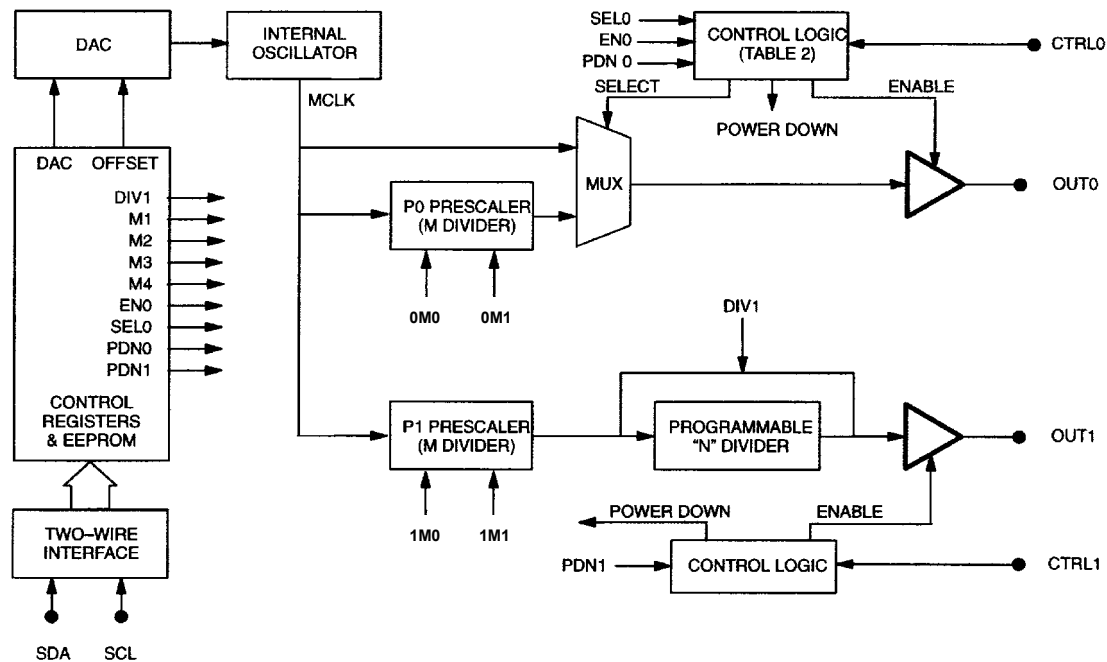 DAC
INTERNAL
OSCILLATOR
SEL0
EN0
PDN 0
CONTROL LOGIC
(TABLE 2)
CTRL0
MCLK
SELECT
ENABLE
POWER DOWN
DAC OFFSET
DIV1
M1
M2
M3
M4
EN0
SEL0
PDN0
PDN1
CONTROL
REGISTERS
& EEPROM
MUX
OUT0
P0 PRESCALER
(M DIVIDER)
0M0 0M1
DIV1
P1 PRESCALER
(M DIVIDER)
1M0 1M1
PROGRAMMABLE
“N” DIVIDER
OUT1
POWER DOWN
ENABLE
PDN1
CONTROL LOGIC
CTRL1
TWO–WIRE
INTERFACE
SDA SCL